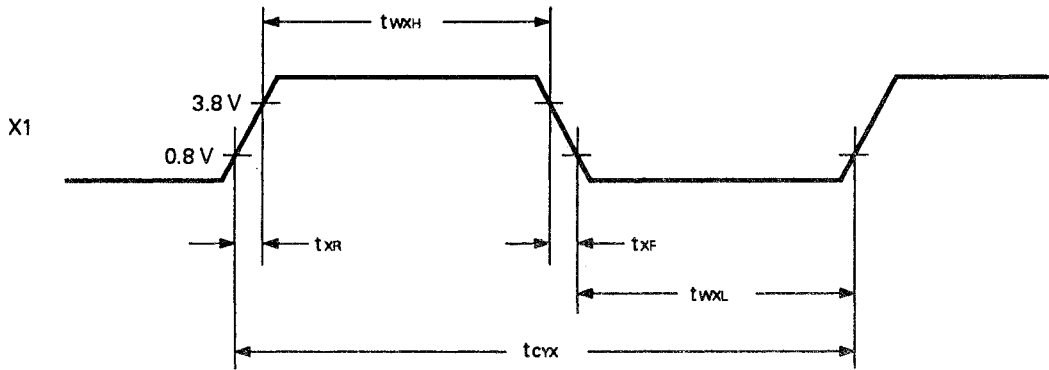 twXH
3.8 V
X1
0.8 V
tXR
tXF
twXL
tCYX